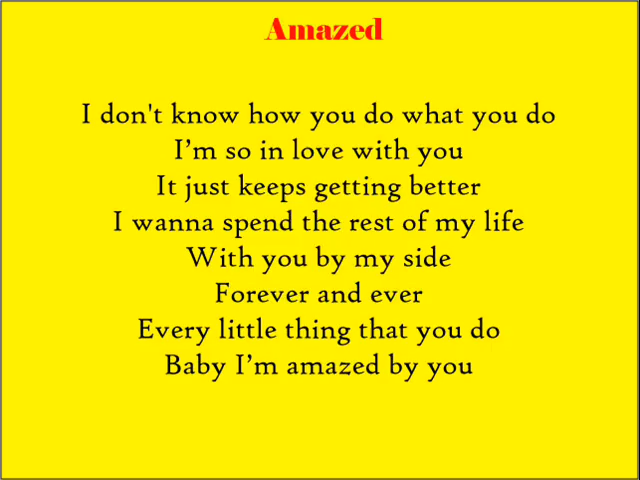 Amazed
I don't know how you do what you do
I’m so in love with you
It just keeps getting better
I wanna spend the rest of my life
With you by my side
Forever and ever
Every little thing that you do
Baby I’m amazed by you